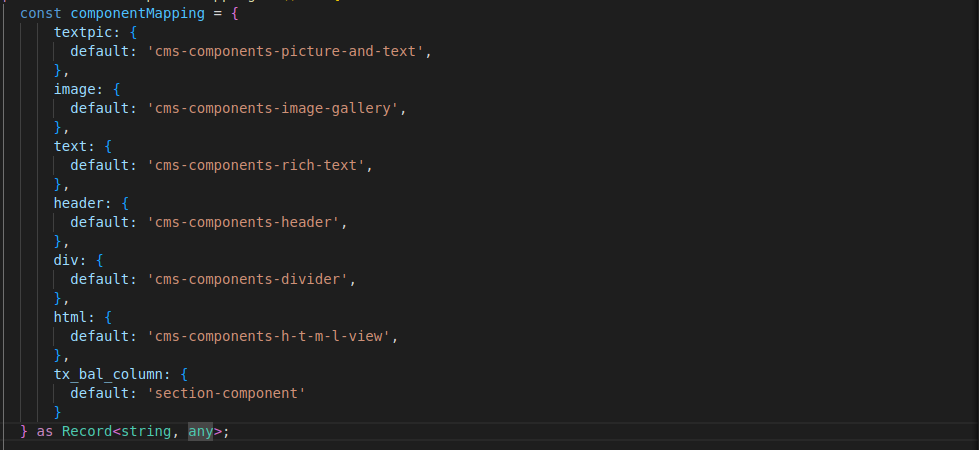 const componentMapping = {
    textpic: {
      default: 'cms-components-picture-and-text',
    },
    image: {
      default: 'cms-components-image-gallery',
    },
    text: {
      default: 'cms-components-rich-text',
    },
    header: {
      default: 'cms-components-header',
    },
    div: {
      default: 'cms-components-divider',
    },
    html: {
      default: 'cms-components-h-t-m-l-view',
    },
    tx_bal_column: {
      default: 'section-component'
    }
} as Record<string, any>;